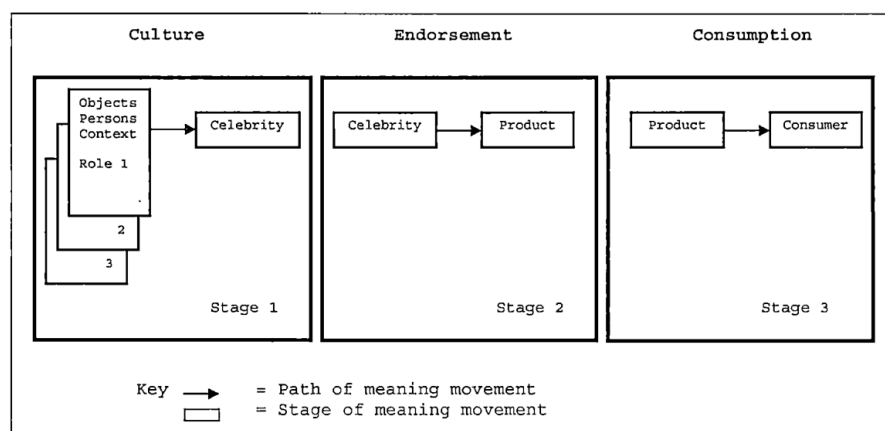 Culture
Endorsement
Consumption
Objects
Persons
Context
Role 1
2
3
Celebrity
Stage 1
Celebrity
Product
Stage 2
Product
Consumer
Stage 3
Key = Path of meaning movement
= Stage of meaning movement